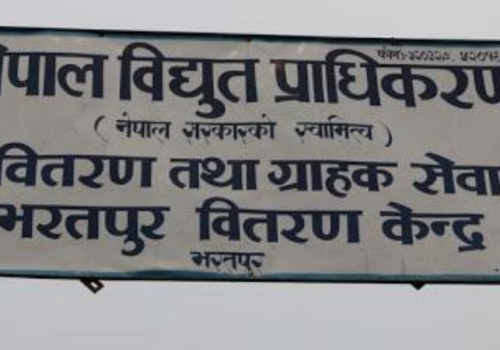 नेपाल विद्युत प्राधिकरण
( नेपाल सरकारको स्वामित्व )
वितरण तथा ग्राहक सेवा
भरतपुर वितरण केन्द्र
भरतपुर